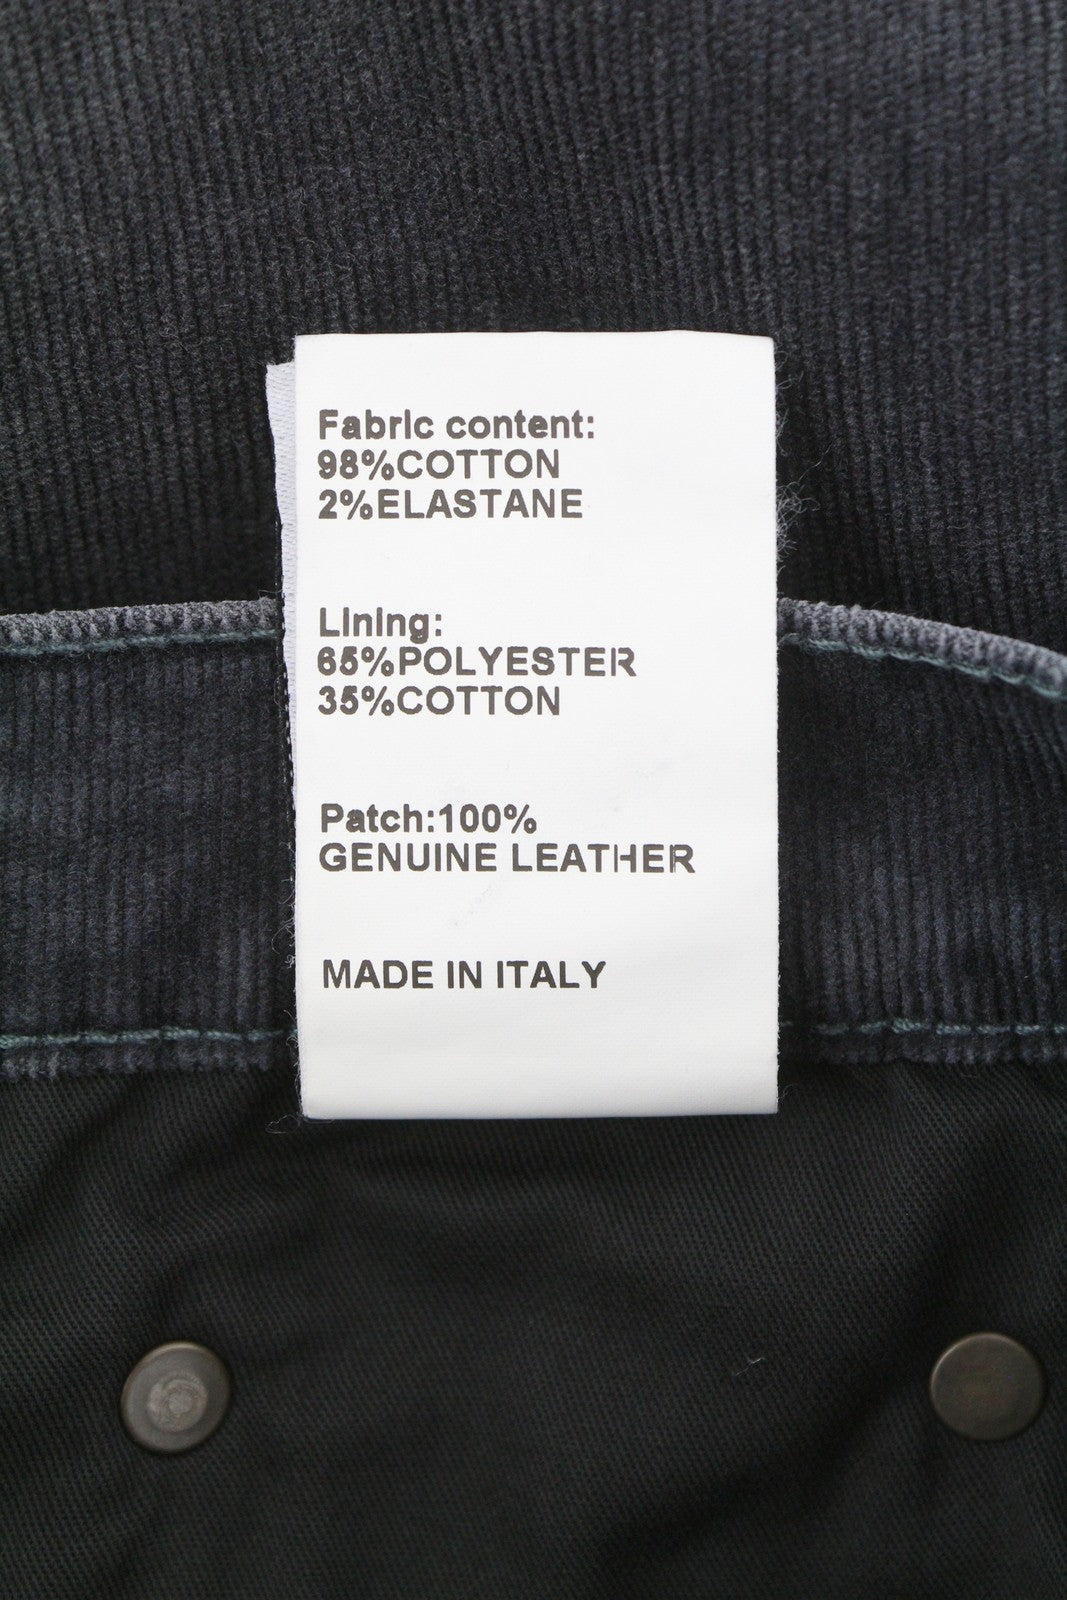 Fabric content:
98%COTTON
2%ELASTANE
Lining:
65%POLYESTER
35%COTTON
Patch:100%
GENUINE LEATHER
MADE IN ITALY